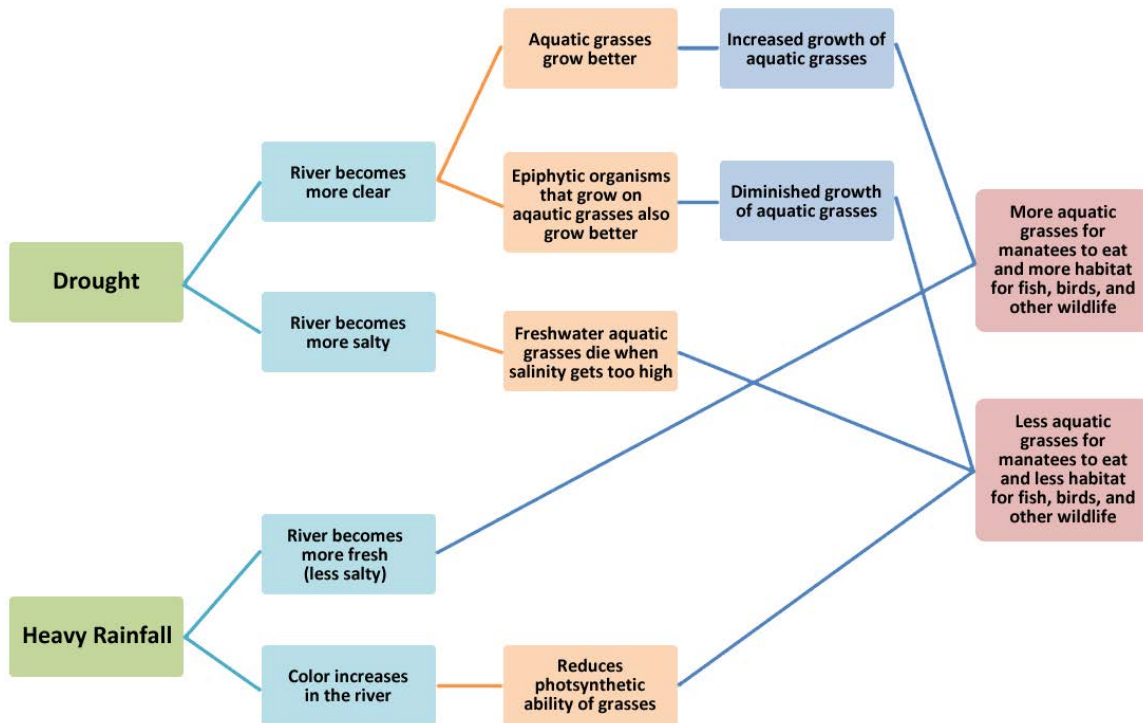 Drought
Heavy Rainfall
River becomes
more clear
River becomes
more salty
River becomes
more fresh
(less salty)
Color increases
in the river
Aquatic grasses
grow better
Epiphytic organisms
that grow on
aqautic grasses also
grow better
Freshwater aquatic
grasses die when
salinity gets too high
Reduces
photsynthetic
ability of grasses
Increased growth of
aquatic grasses
Diminished growth
of aquatic grasses
More aquatic
grasses for
manatees to eat
and more habitat
for fish, birds, and
other wildlife
Less aquatic
grasses for
manatees to eat
and less habitat
for fish, birds, and
other wildlife